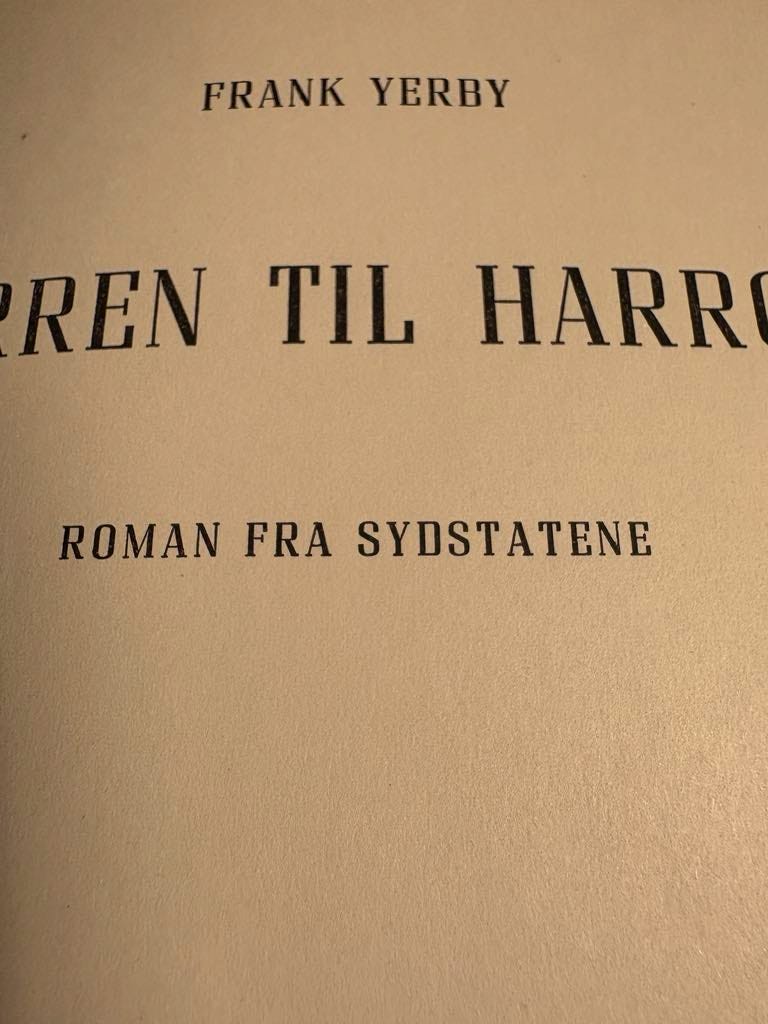 FRANK YERBY
RREN TIL HARRO
ROMAN FRA SYDSTATENE